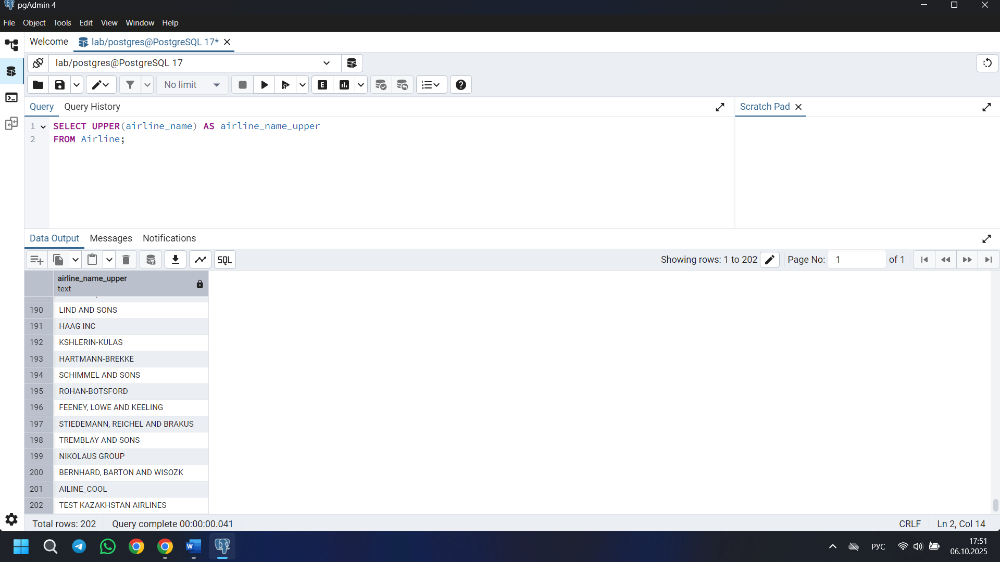 pgAdmin 4
File Object Tools Edit View Window Help
Welcome lab/postgres@PostgreSQL 17*
lab/postgres@PostgreSQL 17
No limit
E
Query Query History
Scratch Pad
1 SELECT UPPER(airline_name) AS airline_name_upper
2 FROM Airline;
Data Output Messages Notifications
SQL
Showing rows: 1 to 202 Page No: 1 of 1
airline_name_upper
text
190 LIND AND SONS
191 HAAG INC
192 KSHLERIN-KULAS
193 HARTMANN-BREKKE
194 SCHIMMEL AND SONS
195 ROHAN-BOTSFORD
196 FEENEY, LOWE AND KEELING
197 STIEDEMANN, REICHEL AND BRAKUS
198 TREMBLAY AND SONS
199 NIKOLAUS GROUP
200 BERNHARD, BARTON AND WISOZK
201 AILINE_COOL
202 TEST KAZAKHSTAN AIRLINES
Total rows: 202 Query complete 00:00:00.041
CRLF Ln 2, Col 14
W
РУС
17:51
06.10.2025